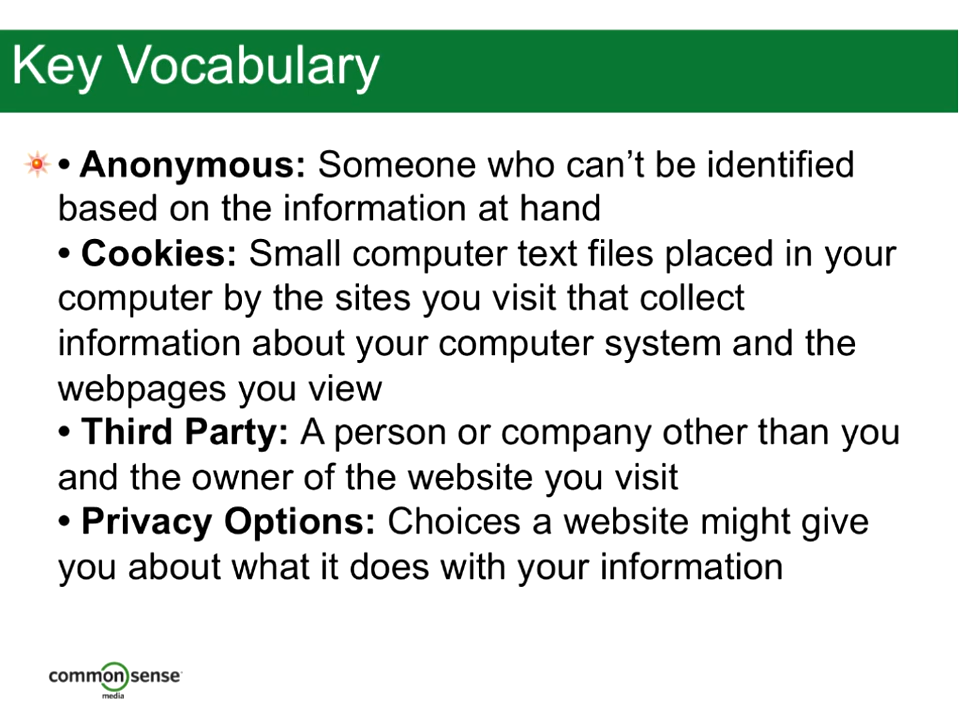 Key Vocabulary
• Anonymous: Someone who can’t be identified
based on the information at hand
• Cookies: Small computer text files placed in your
computer by the sites you visit that collect
information about your computer system and the
webpages you view
• Third Party: A person or company other than you
and the owner of the website you visit
• Privacy Options: Choices a website might give
you about what it does with your information
commonsense
media